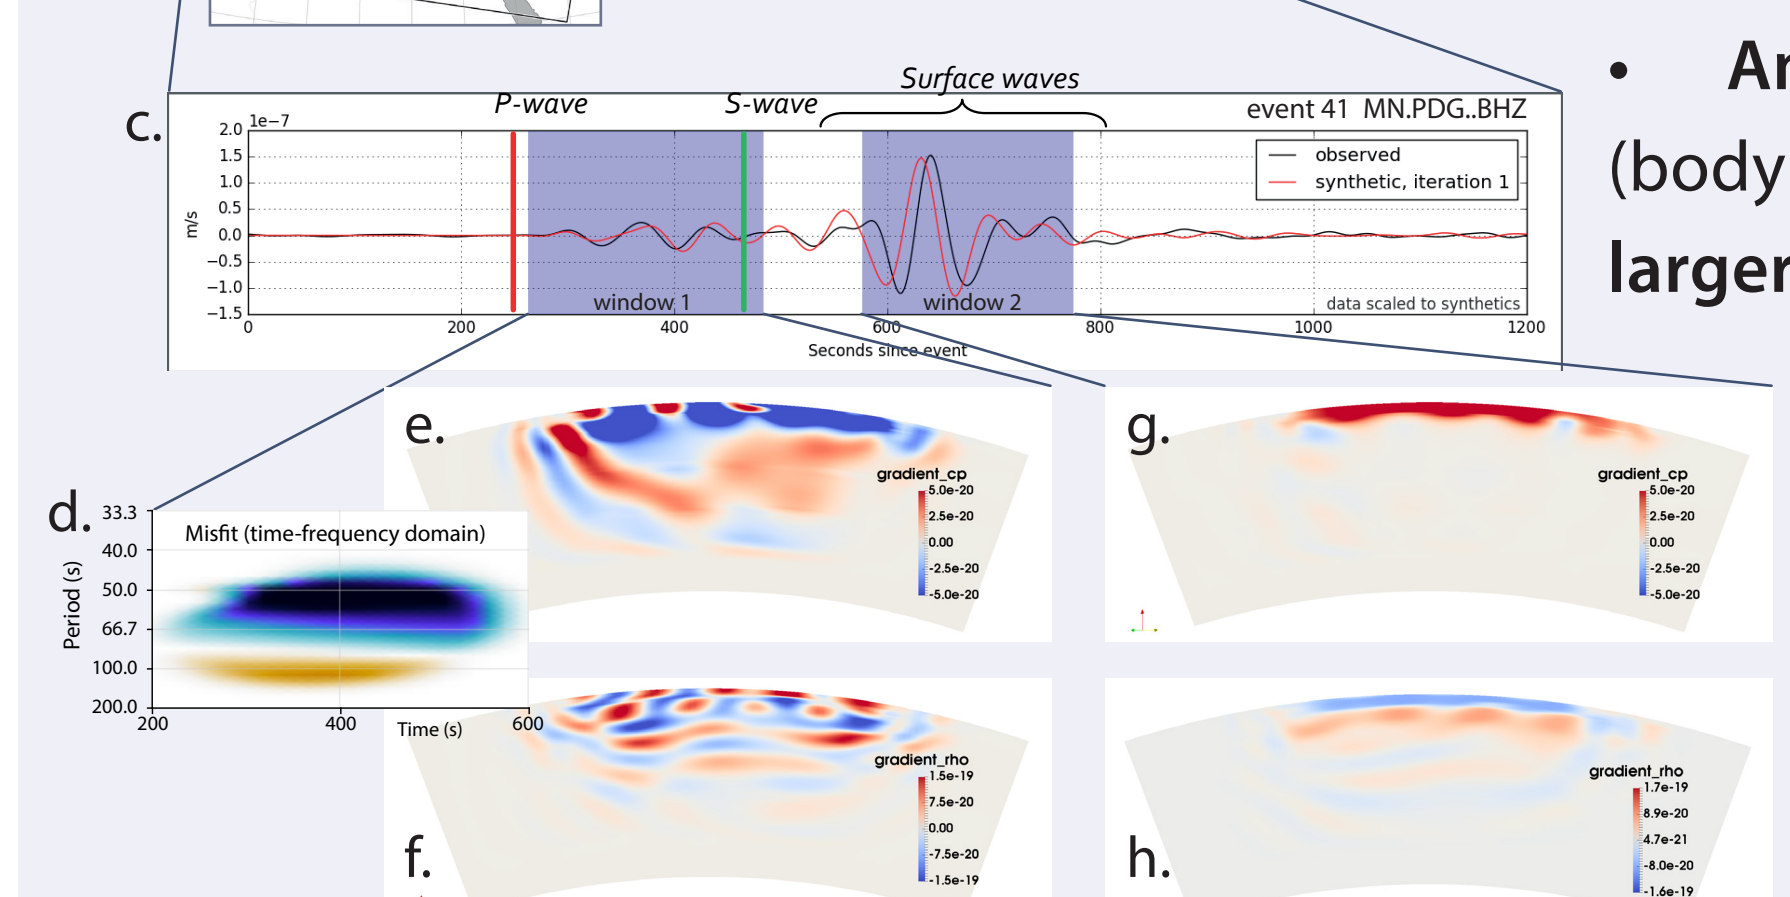 • Ar
(body
larger
c.
P-wave
S-wave
Surface waves
event 41 MN.PDG..BHZ
1e−7
2.0
1.5
1.0
0.5
0.0
−0.5
−1.0
−1.5
m/s
observed
synthetic, iteration 1
window 1
window 2
data scaled to synthetics
0 200 400 600 800 1000 1200
Seconds since event
d.
Misfit (time-frequency domain)
Period (s)
33.3
40.0
50.0
66.7
100.0
200.0
200 400 600
Time (s)
e.
gradient_cp
5.0e-20
2.5e-20
0.00
-2.5e-20
-5.0e-20
g.
gradient_cp
5.0e-20
2.5e-20
0.00
-2.5e-20
-5.0e-20
f.
gradient_rho
1.5e-19
7.5e-20
0.00
-7.5e-20
-1.5e-19
h.
gradient_rho
1.7e-19
8.9e-20
4.7e-21
-8.0e-20
-1.6e-19